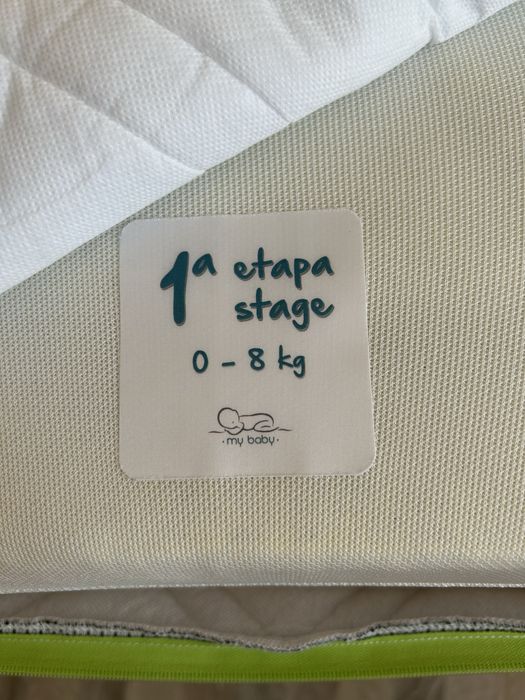 1ª etapa
stage
0 - 8 kg
· my baby ·